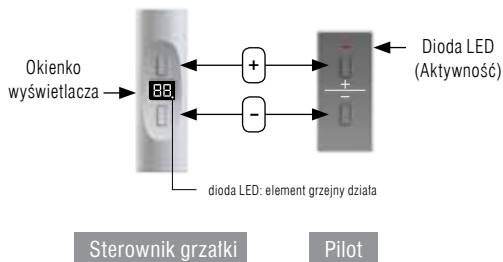 Okienko
wyświetlacza
88.
+
−
+
−
Dioda LED
(Aktywność)
dioda LED: element grzejny działa
Sterownik grzałki
Pilot